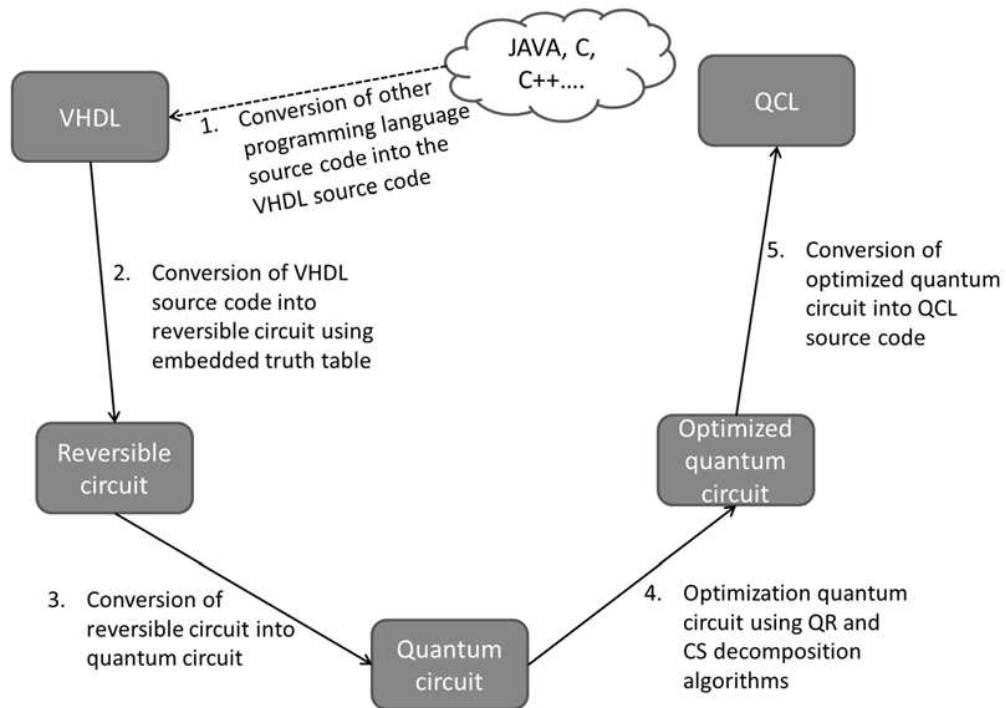 JAVA, C,
C++....
VHDL
QCL
1. Conversion of other
programming language
source code into the
VHDL source code
2. Conversion of VHDL
source code into
reversible circuit using
embedded truth table
5. Conversion of
optimized quantum
circuit into QCL
source code
Reversible
circuit
Optimized
quantum
circuit
3. Conversion of
reversible circuit into
quantum circuit
4. Optimization quantum
circuit using QR and
CS decomposition
algorithms
Quantum
circuit